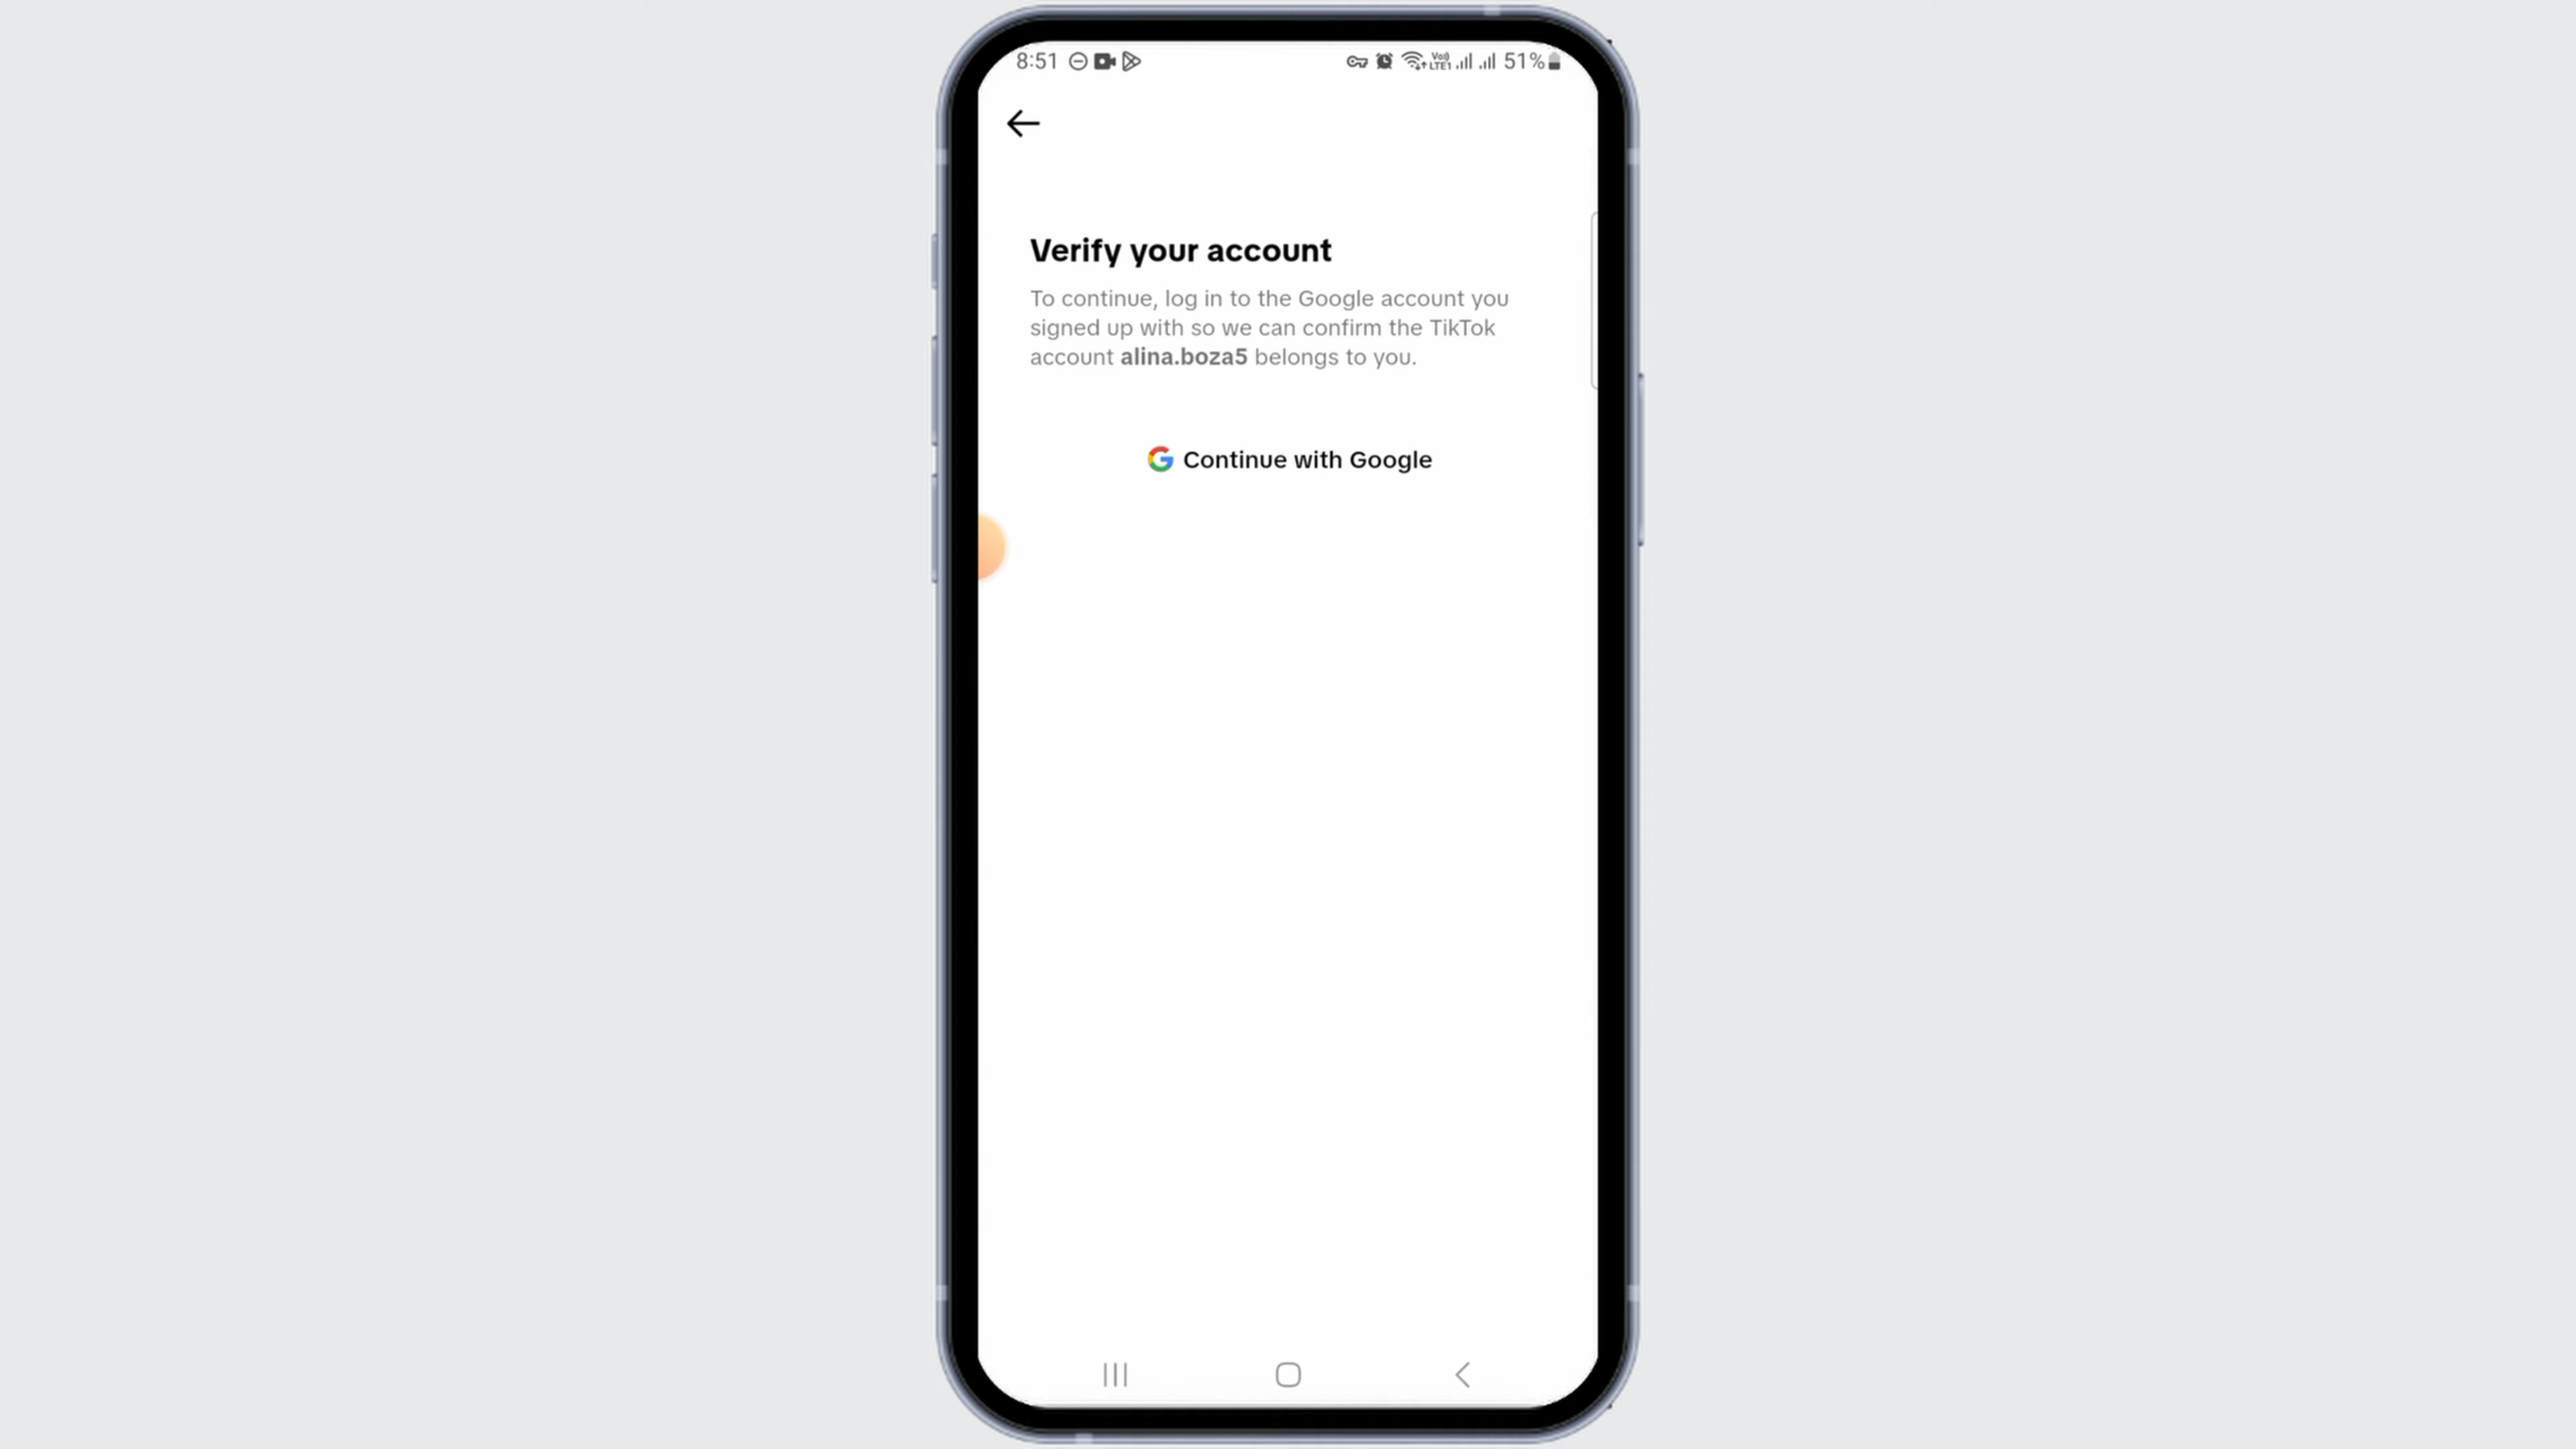 8:51 51%
Verify your account
To continue, log in to the Google account you
signed up with so we can confirm the TikTok
account alina.boza5 belongs to you.
Continue with Google